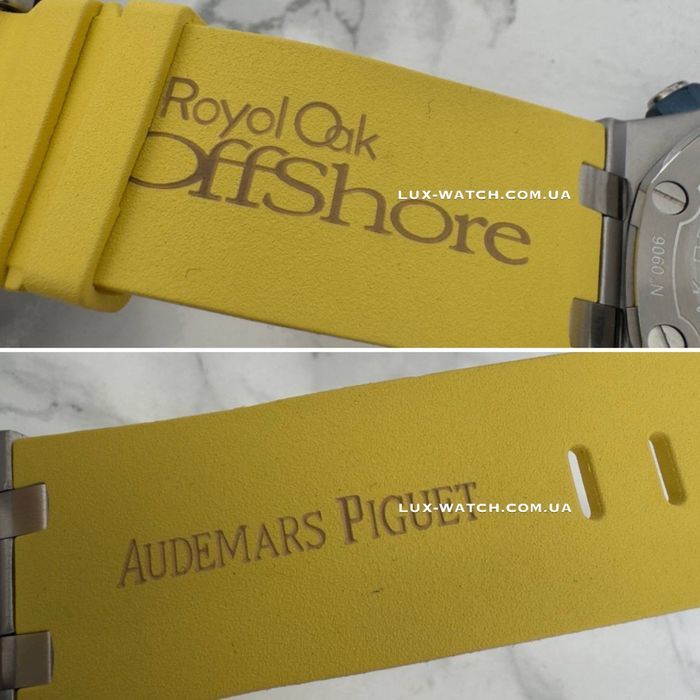 Royal Oak
OffShore
LUX-WATCH.COM.UA
N°0906
AUDEMARS PIGUET
LUX-WATCH.COM.UA